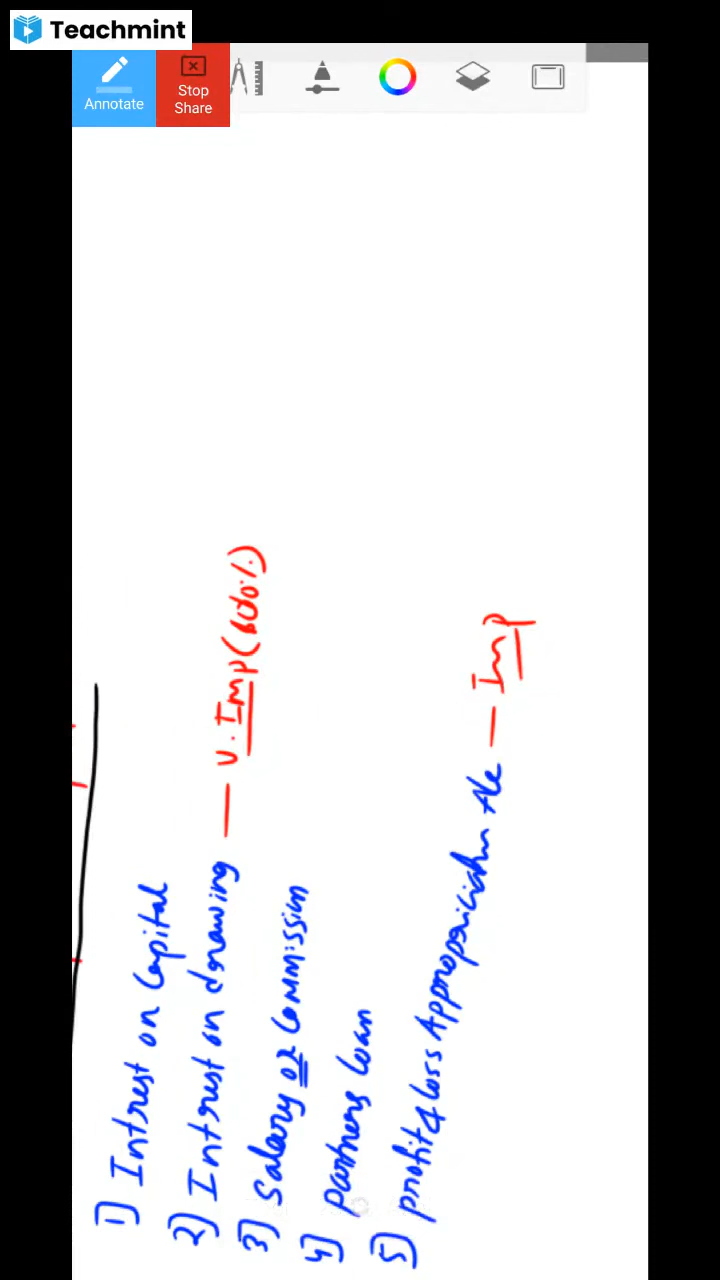 Teachmint
Annotate
Stop
Share
1) Intrest on Capital
2) Intrest on drawing — V. Imp (100%)
3) Salary or Commission
4) partners loan
5) profit & loss Appropriciation A/c — Imp